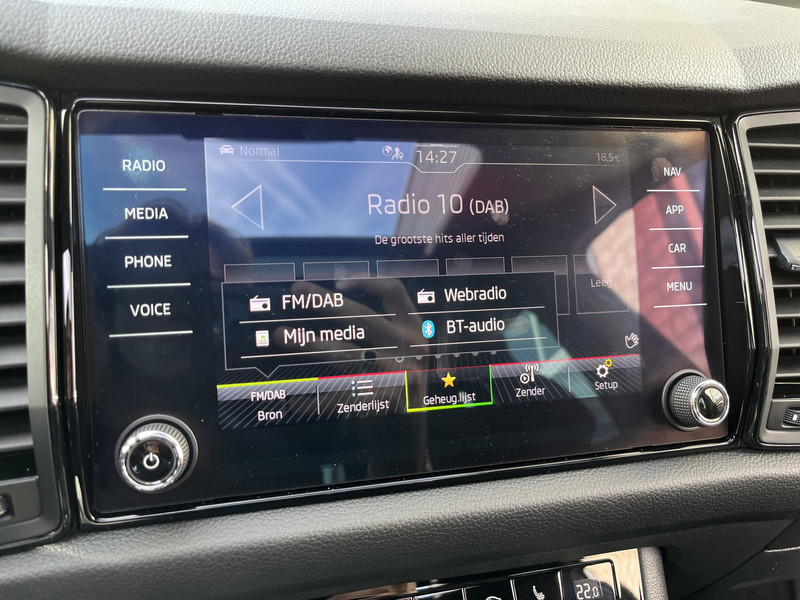 RADIO
MEDIA
PHONE
VOICE
Normal
14:27
18.5°C
Radio 10 (DAB)
De grootste hits aller tijden
Leeg
FM/DAB
Webradio
Mijn media
BT-audio
FM/DAB
Bron
Zenderlijst
Geheug.lijst
Zender
Setup
NAV
APP
CAR
MENU
22.0